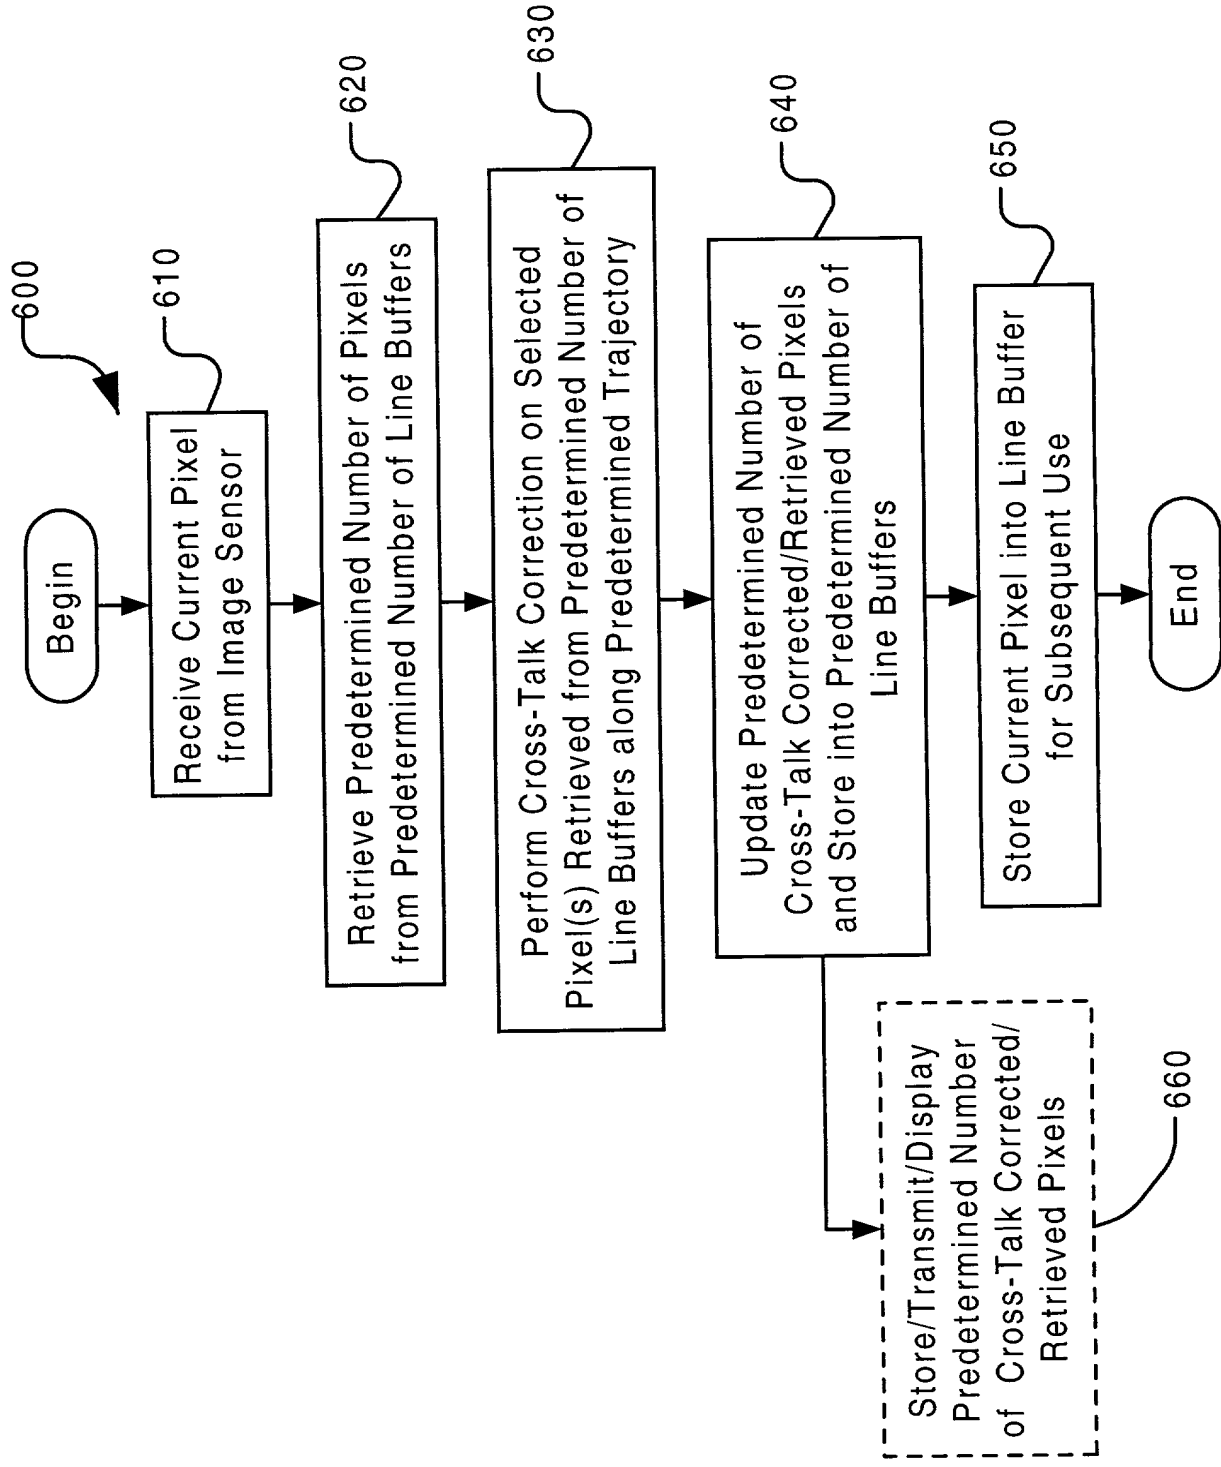 600
Begin
610
Receive Current Pixel
from Image Sensor
620
Retrieve Predetermined Number of Pixels
from Predetermined Number of Line Buffers
630
Perform Cross-Talk Correction on Selected
Pixel(s) Retrieved from Predetermined Number of
Line Buffers along Predetermined Trajectory
640
Update Predetermined Number of
Cross-Talk Corrected/Retrieved Pixels
and Store into Predetermined Number of
Line Buffers
650
Store Current Pixel into Line Buffer
for Subsequent Use
Store/Transmit/Display
Predetermined Number
of Cross-Talk Corrected/
Retrieved Pixels
660
End